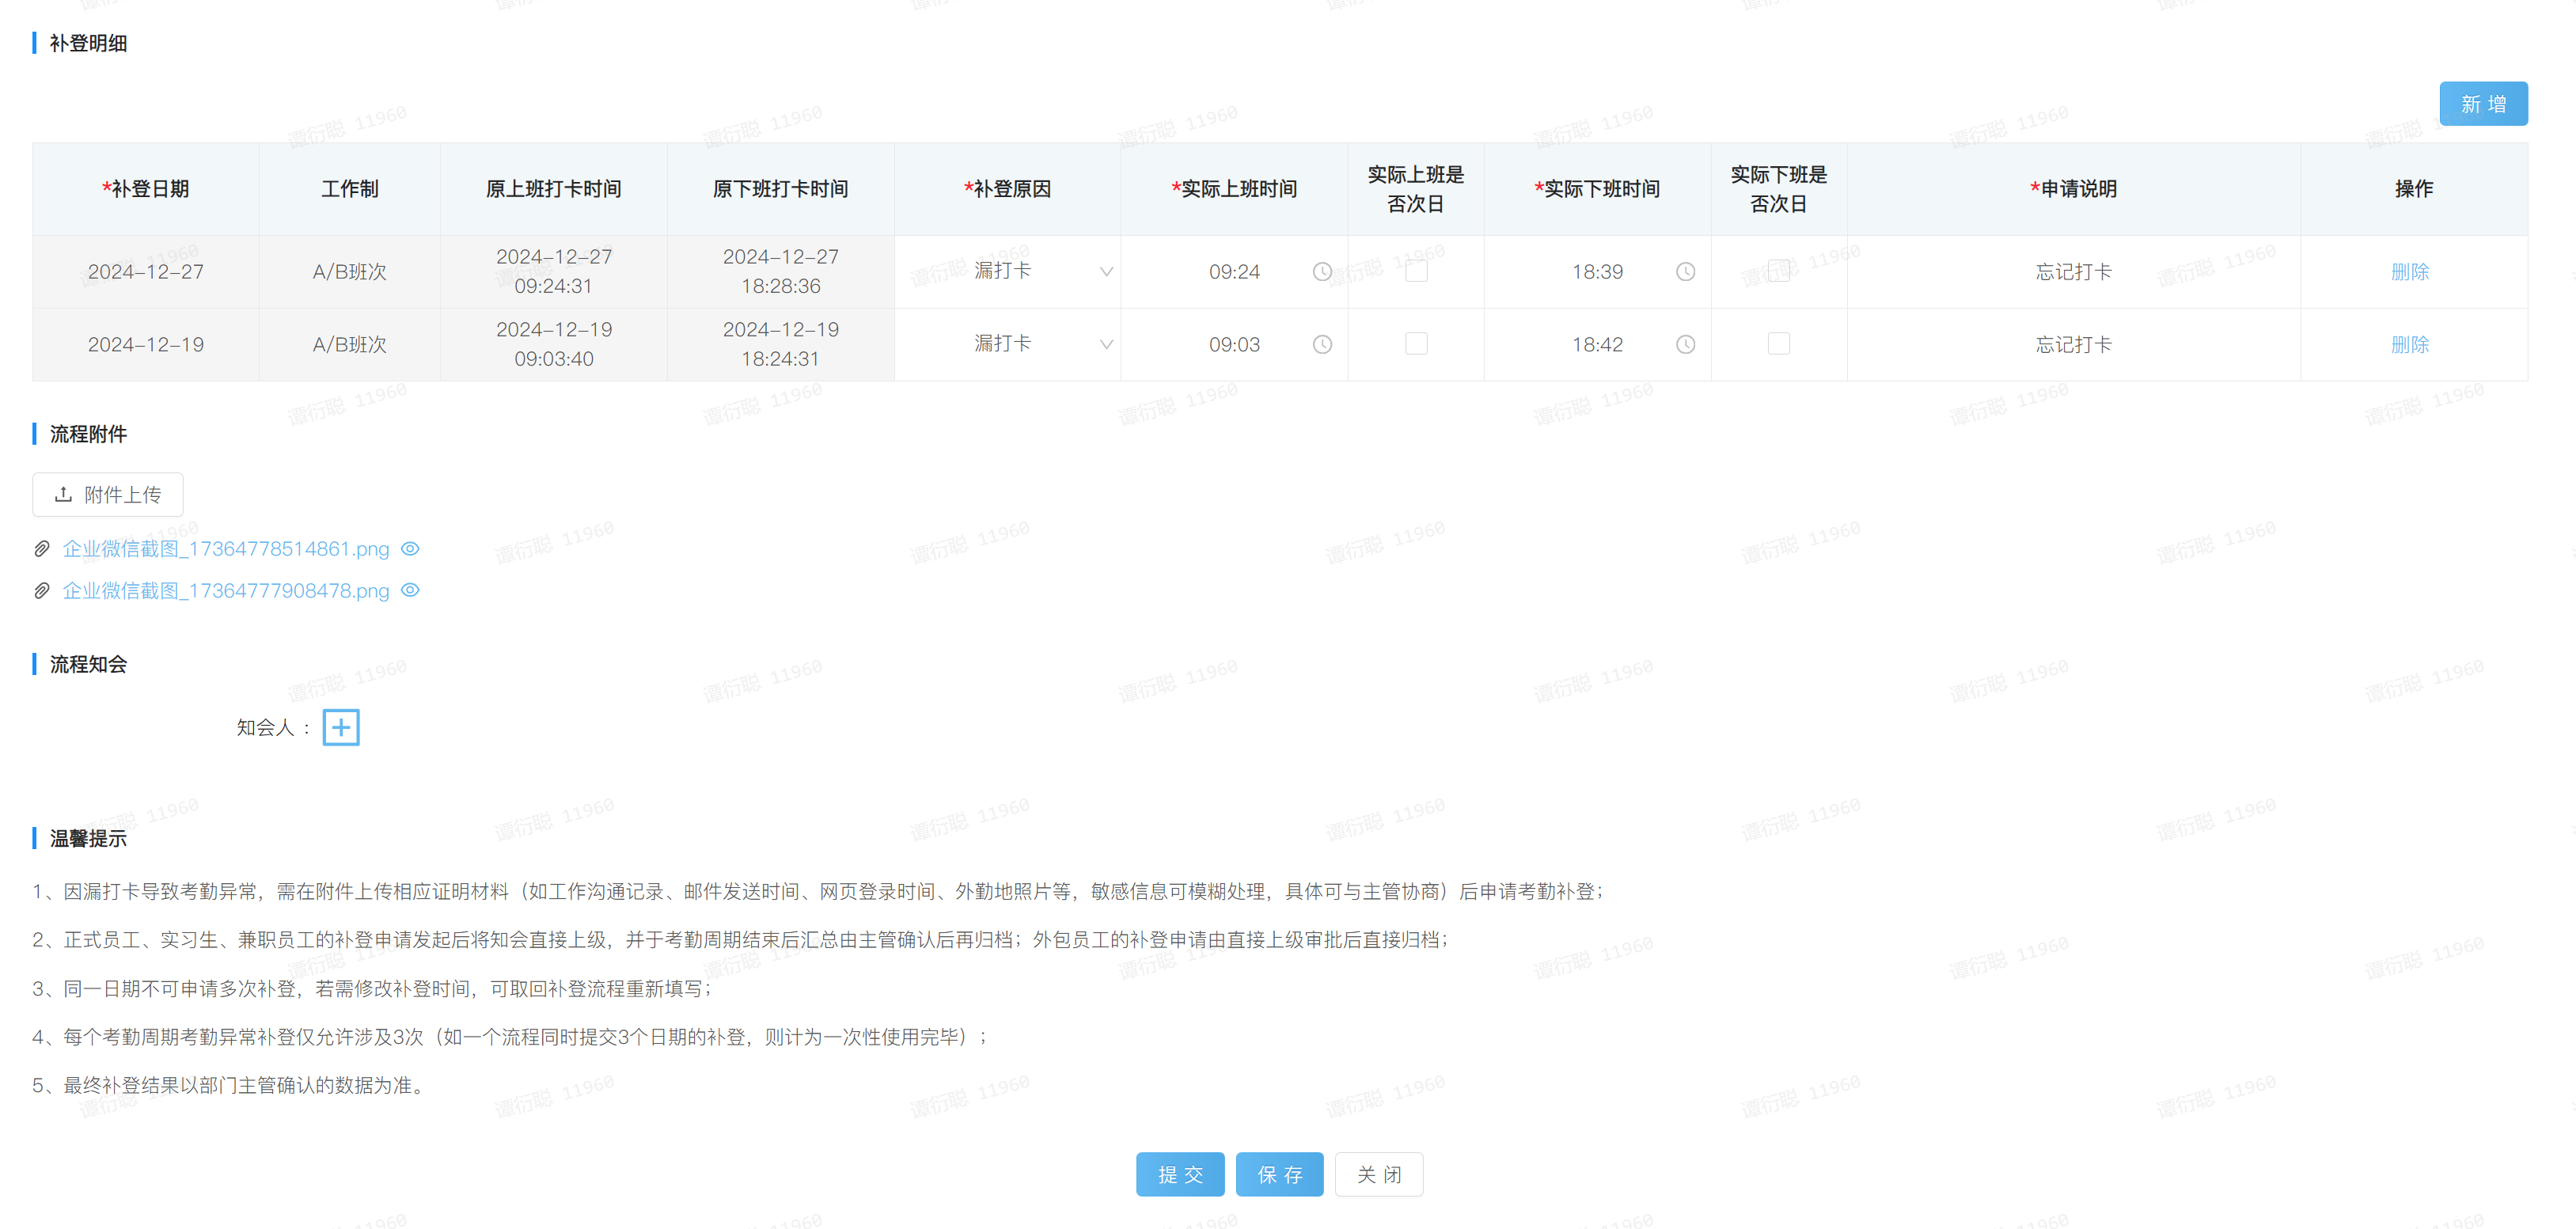 补登明细
新 增
*补登日期 工作制 原上班打卡时间 原下班打卡时间 *补登原因 *实际上班时间 实际上班是否次日 *实际下班时间 实际下班是否次日 *申请说明 操作
2024-12-27 A/B班次 2024-12-27 09:24:31 2024-12-27 18:28:36 漏打卡 09:24 18:39 忘记打卡 删除
2024-12-19 A/B班次 2024-12-19 09:03:40 2024-12-19 18:24:31 漏打卡 09:03 18:42 忘记打卡 删除
流程附件
附件上传
企业微信截图_17364778514861.png
企业微信截图_17364777908478.png
流程知会
知会人：
温馨提示
1、因漏打卡导致考勤异常，需在附件上传相应证明材料（如工作沟通记录、邮件发送时间、网页登录时间、外勤地照片等，敏感信息可模糊处理，具体可与主管协商）后申请考勤补登；
2、正式员工、实习生、兼职员工的补登申请发起后将知会直接上级，并于考勤周期结束后汇总由主管确认后再归档；外包员工的补登申请由直接上级审批后直接归档；
3、同一日期不可申请多次补登，若需修改补登时间，可取回补登流程重新填写；
4、每个考勤周期考勤异常补登仅允许涉及3次（如一个流程同时提交3个日期的补登，则计为一次性使用完毕）；
5、最终补登结果以部门主管确认的数据为准。
提 交 保 存 关 闭
谭衍聪 11960